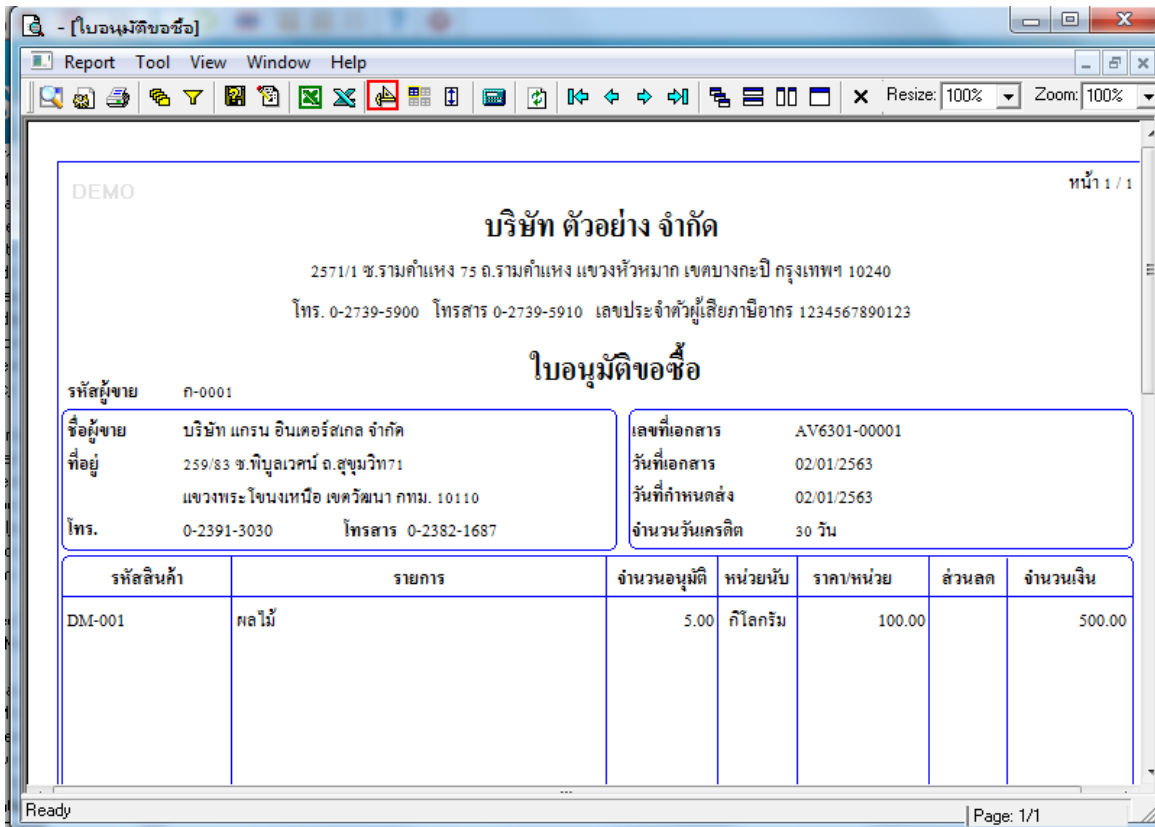 - [ใบอนุมัติขอซื้อ]
Report Tool View Window Help
Resize: 100% Zoom: 100%
DEMO
หน้า 1 / 1
บริษัท ตัวอย่าง จำกัด
2571/1 ซ.รามคำแหง 75 ถ.รามคำแหง แขวงหัวหมาก เขตบางกะปิ กรุงเทพฯ 10240
โทร. 0-2739-5900 โทรสาร 0-2739-5910 เลขประจำตัวผู้เสียภาษีอากร 1234567890123
ใบอนุมัติขอซื้อ
รหัสผู้ขาย ก-0001
ชื่อผู้ขาย บริษัท แกรน อินเตอร์สเกล จำกัด
ที่อยู่ 259/83 ซ.พิบูลเวศน์ ถ.สุขุมวิท71
แขวงพระโขนงเหนือ เขตวัฒนา กทม. 10110
โทร. 0-2391-3030 โทรสาร 0-2382-1687
เลขที่เอกสาร AV6301-00001
วันที่เอกสาร 02/01/2563
วันที่กำหนดส่ง 02/01/2563
จำนวนวันเครดิต 30 วัน
รหัสสินค้า รายการ จำนวนอนุมัติ หน่วยนับ ราคา/หน่วย ส่วนลด จำนวนเงิน
DM-001 ผลไม้ 5.00 กิโลกรัม 100.00 500.00
Ready Page: 1/1